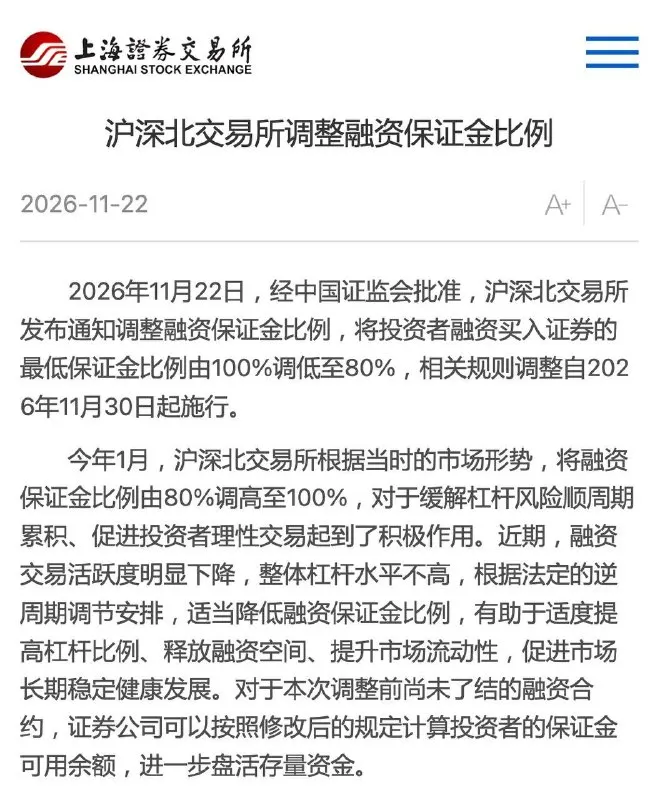 上海證券交易所
SHANGHAI STOCK EXCHANGE
沪深北交易所调整融资保证金比例
2026-11-22
A+ A-
2026年11月22日，经中国证监会批准，沪深北交易所
发布通知调整融资保证金比例，将投资者融资买入证券的
最低保证金比例由100%调低至80%，相关规则调整自202
6年11月30日起施行。
今年1月，沪深北交易所根据当时的市场形势，将融资
保证金比例由80%调高至100%，对于缓解杠杆风险顺周期
累积、促进投资者理性交易起到了积极作用。近期，融资
交易活跃度明显下降，整体杠杆水平不高，根据法定的逆
周期调节安排，适当降低融资保证金比例，有助于适度提
高杠杆比例、释放融资空间、提升市场流动性，促进市场
长期稳定健康发展。对于本次调整前尚未了结的融资合
约，证券公司可以按照修改后的规定计算投资者的保证金
可用余额，进一步盘活存量资金。